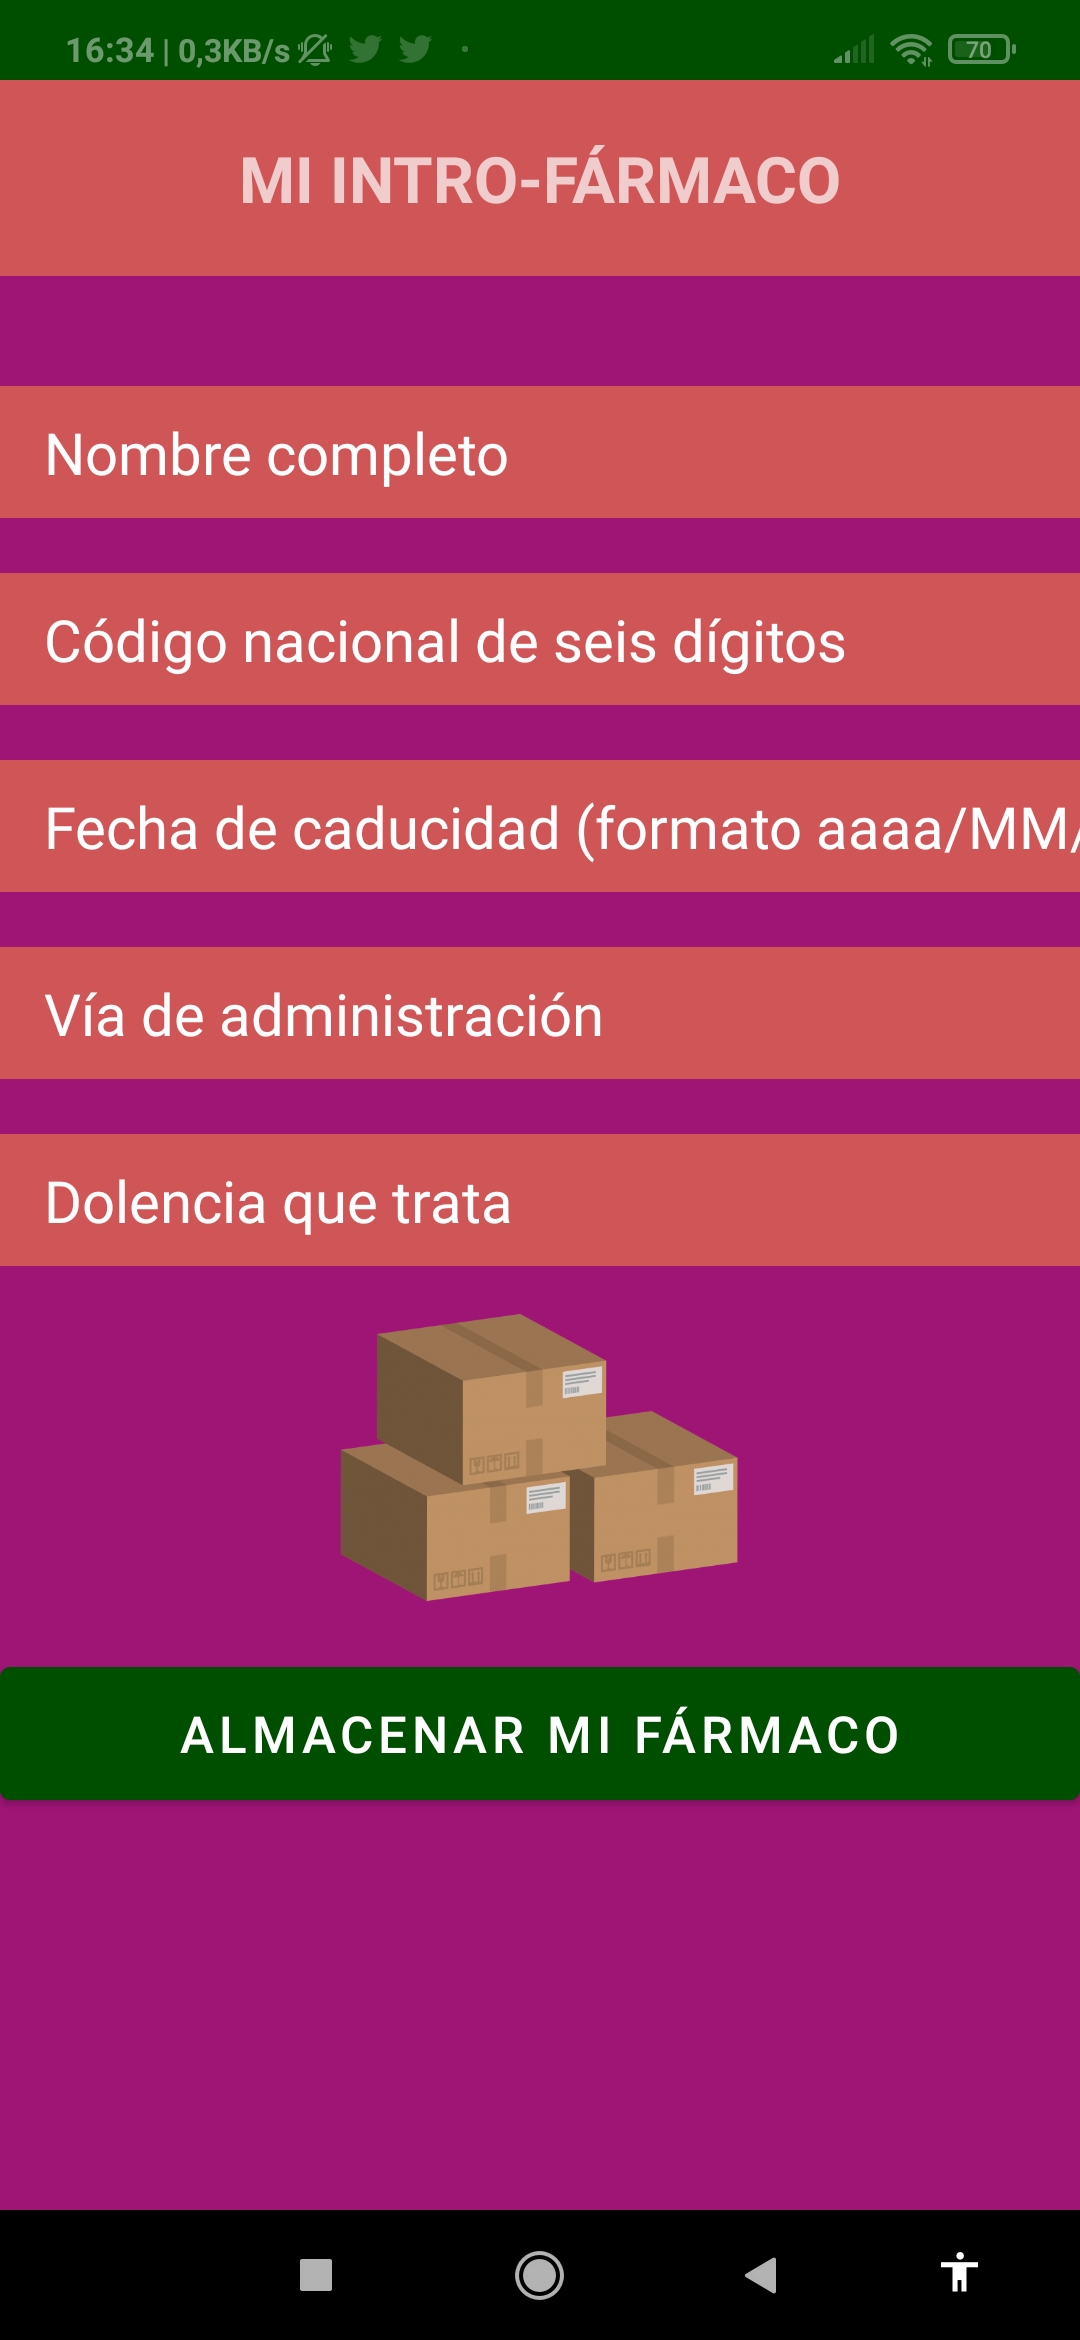 16:34 | 0,3KB/s
70
MI INTRO-FÁRMACO
Nombre completo
Código nacional de seis dígitos
Fecha de caducidad (formato aaaa/MM/
Vía de administración
Dolencia que trata
ALMACENAR MI FÁRMACO